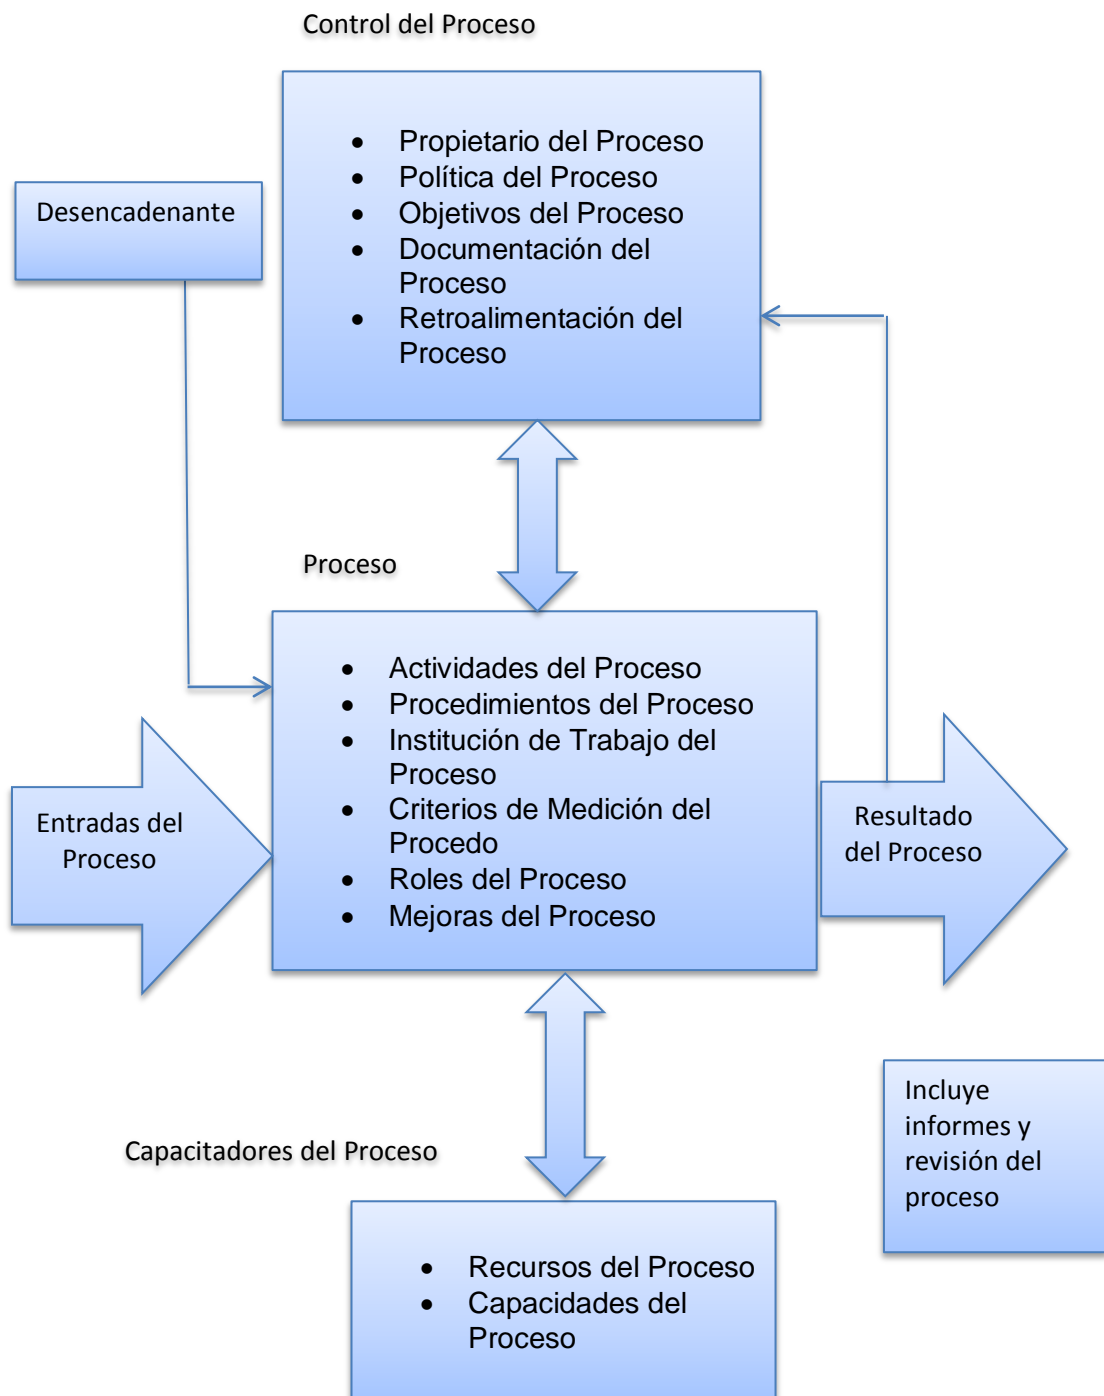 Control del Proceso
• Propietario del Proceso
• Política del Proceso
• Objetivos del Proceso
• Documentación del
Proceso
• Retroalimentación del
Proceso
Desencadenante
Proceso
• Actividades del Proceso
• Procedimientos del Proceso
• Institución de Trabajo del
Proceso
• Criterios de Medición del
Procedo
• Roles del Proceso
• Mejoras del Proceso
Entradas del
Proceso
Resultado
del Proceso
Capacitadores del Proceso
• Recursos del Proceso
• Capacidades del
Proceso
Incluye
informes y
revisión del
proceso